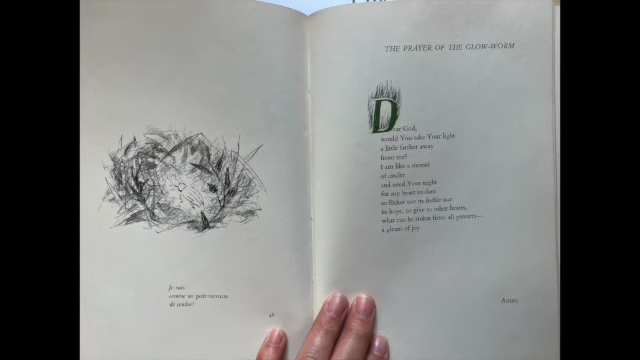 Je suis
comme un petit morceau
de cendre!
48
THE PRAYER OF THE GLOW-WORM
Dear God,
would You take Your light
a little farther away
from me?
I am like a morsel
of cinder
and need Your night
for my heart to dare
to flicker out its feeble star:
its hope, to give to other hearts,
what can be stolen from all poverty—
a gleam of joy.
Amen.